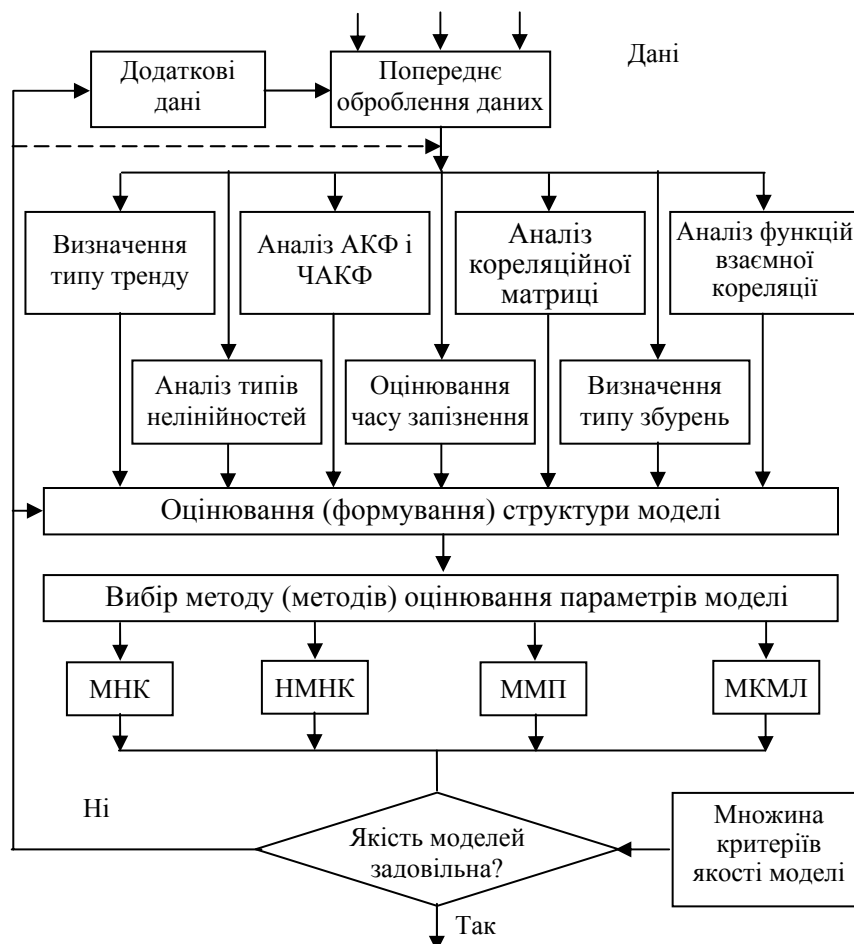 Дані
Додаткові
дані
Попереднє
оброблення даних
Визначення
типу тренду
Аналіз АКФ і
ЧАКФ
Аналіз
кореляційної
матриці
Аналіз функцій
взаємної
кореляції
Аналіз типів
нелінійностей
Оцінювання
часу запізнення
Визначення
типу збурень
Оцінювання (формування) структури моделі
Вибір методу (методів) оцінювання параметрів моделі
МНК
НМНК
ММП
МКМЛ
Ні
Якість моделей
задовільна?
Множина
критеріїв
якості моделі
Так